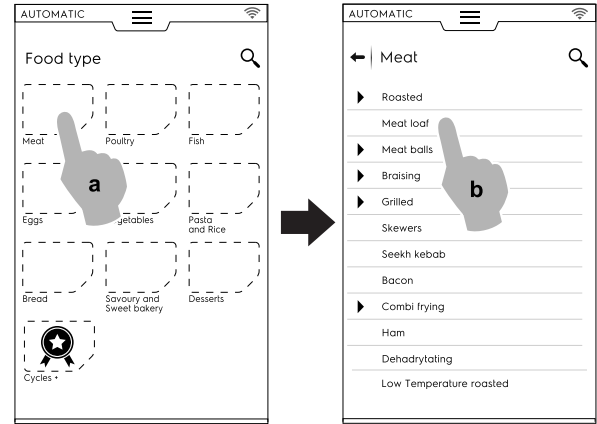 AUTOMATIC
Food type
Meat
Poultry
Fish
a
Eggs
getables
Pasta
and Rice
Bread
Savoury and
Sweet bakery
Desserts
Cycles +
AUTOMATIC
Meat
Roasted
Meat loaf
Meat balls
Braising
b
Grilled
Skewers
Seekh kebab
Bacon
Combi frying
Ham
Dehadrytating
Low Temperature roasted